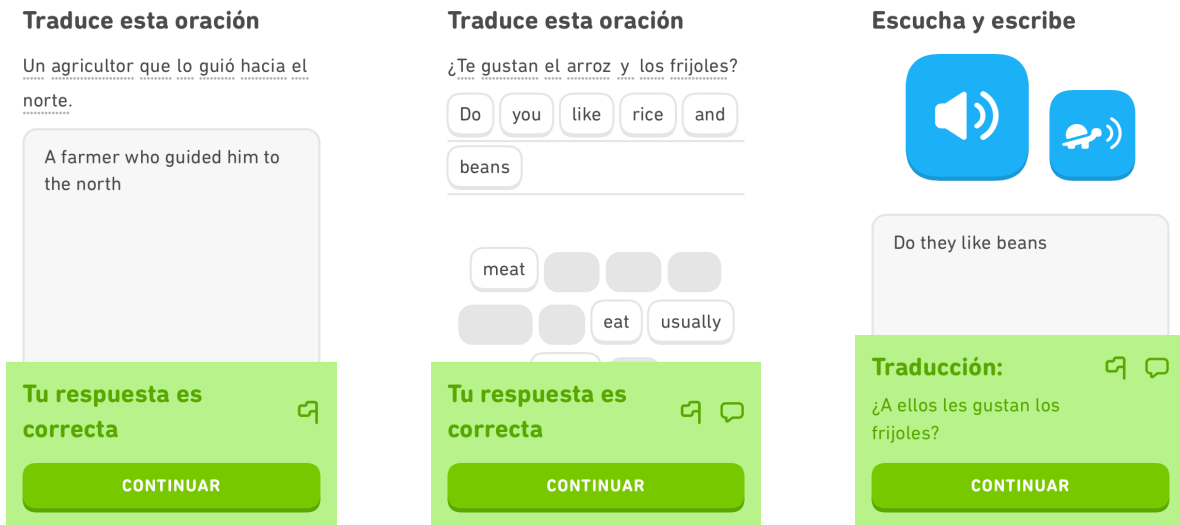 Traduce esta oración
Un agricultor que lo guió hacia el
norte.
A farmer who guided him to
the north
Tu respuesta es
correcta
CONTINUAR
Traduce esta oración
¿Te gustan el arroz y los frijoles?
Do you like rice and
beans
meat
eat usually
Tu respuesta es
correcta
CONTINUAR
Escucha y escribe
Do they like beans
Traducción:
¿A ellos les gustan los
frijoles?
CONTINUAR